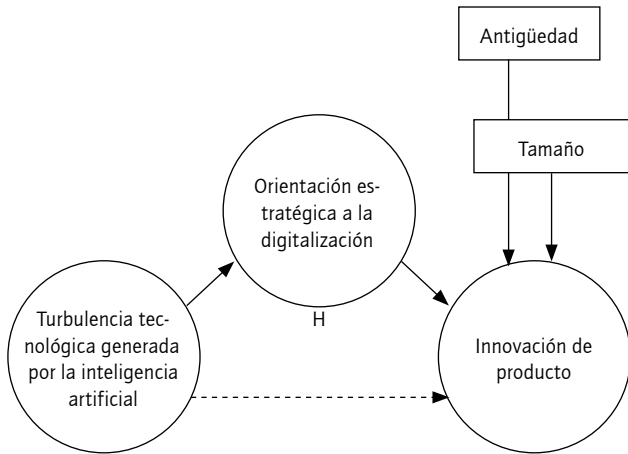 Antigüedad
Tamaño
Orientación es-
tratégica a la
digitalización
H
Turbulencia tec-
nológica generada
por la inteligencia
artificial
Innovación de
producto